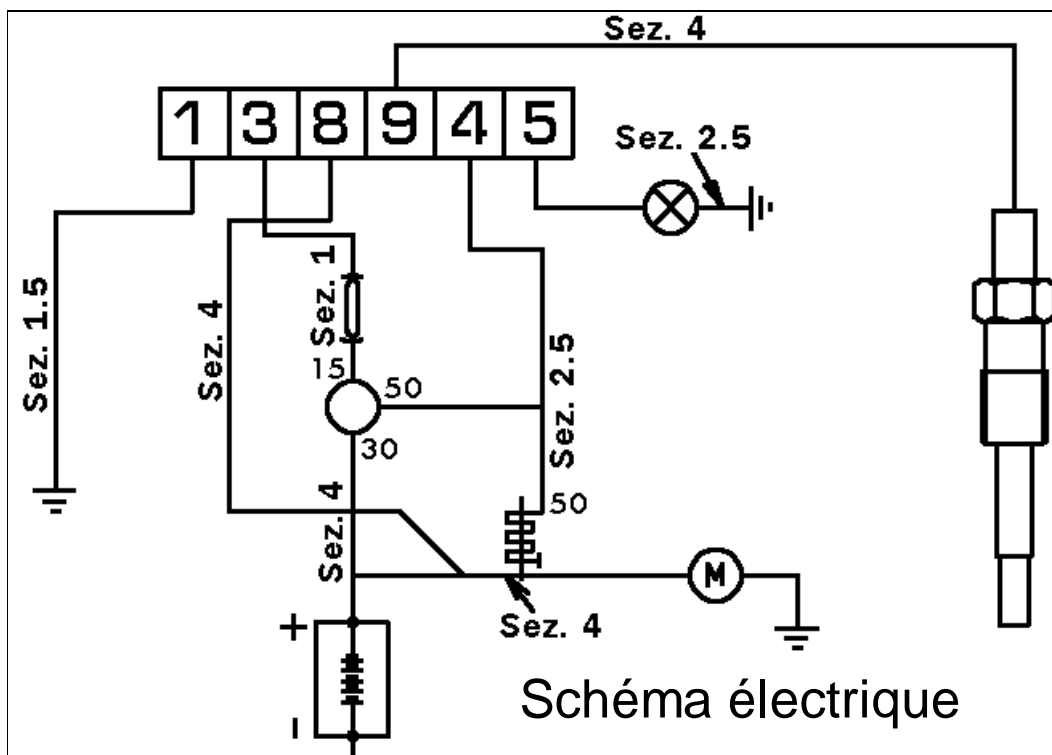 Sez. 4
1 3 8 9 4 5
Sez. 2.5
Sez. 1.5
Sez. 4
Sez. 1
15
50
30
Sez. 2.5
Sez. 4
50
M
Sez. 4
+
-
Schéma électrique